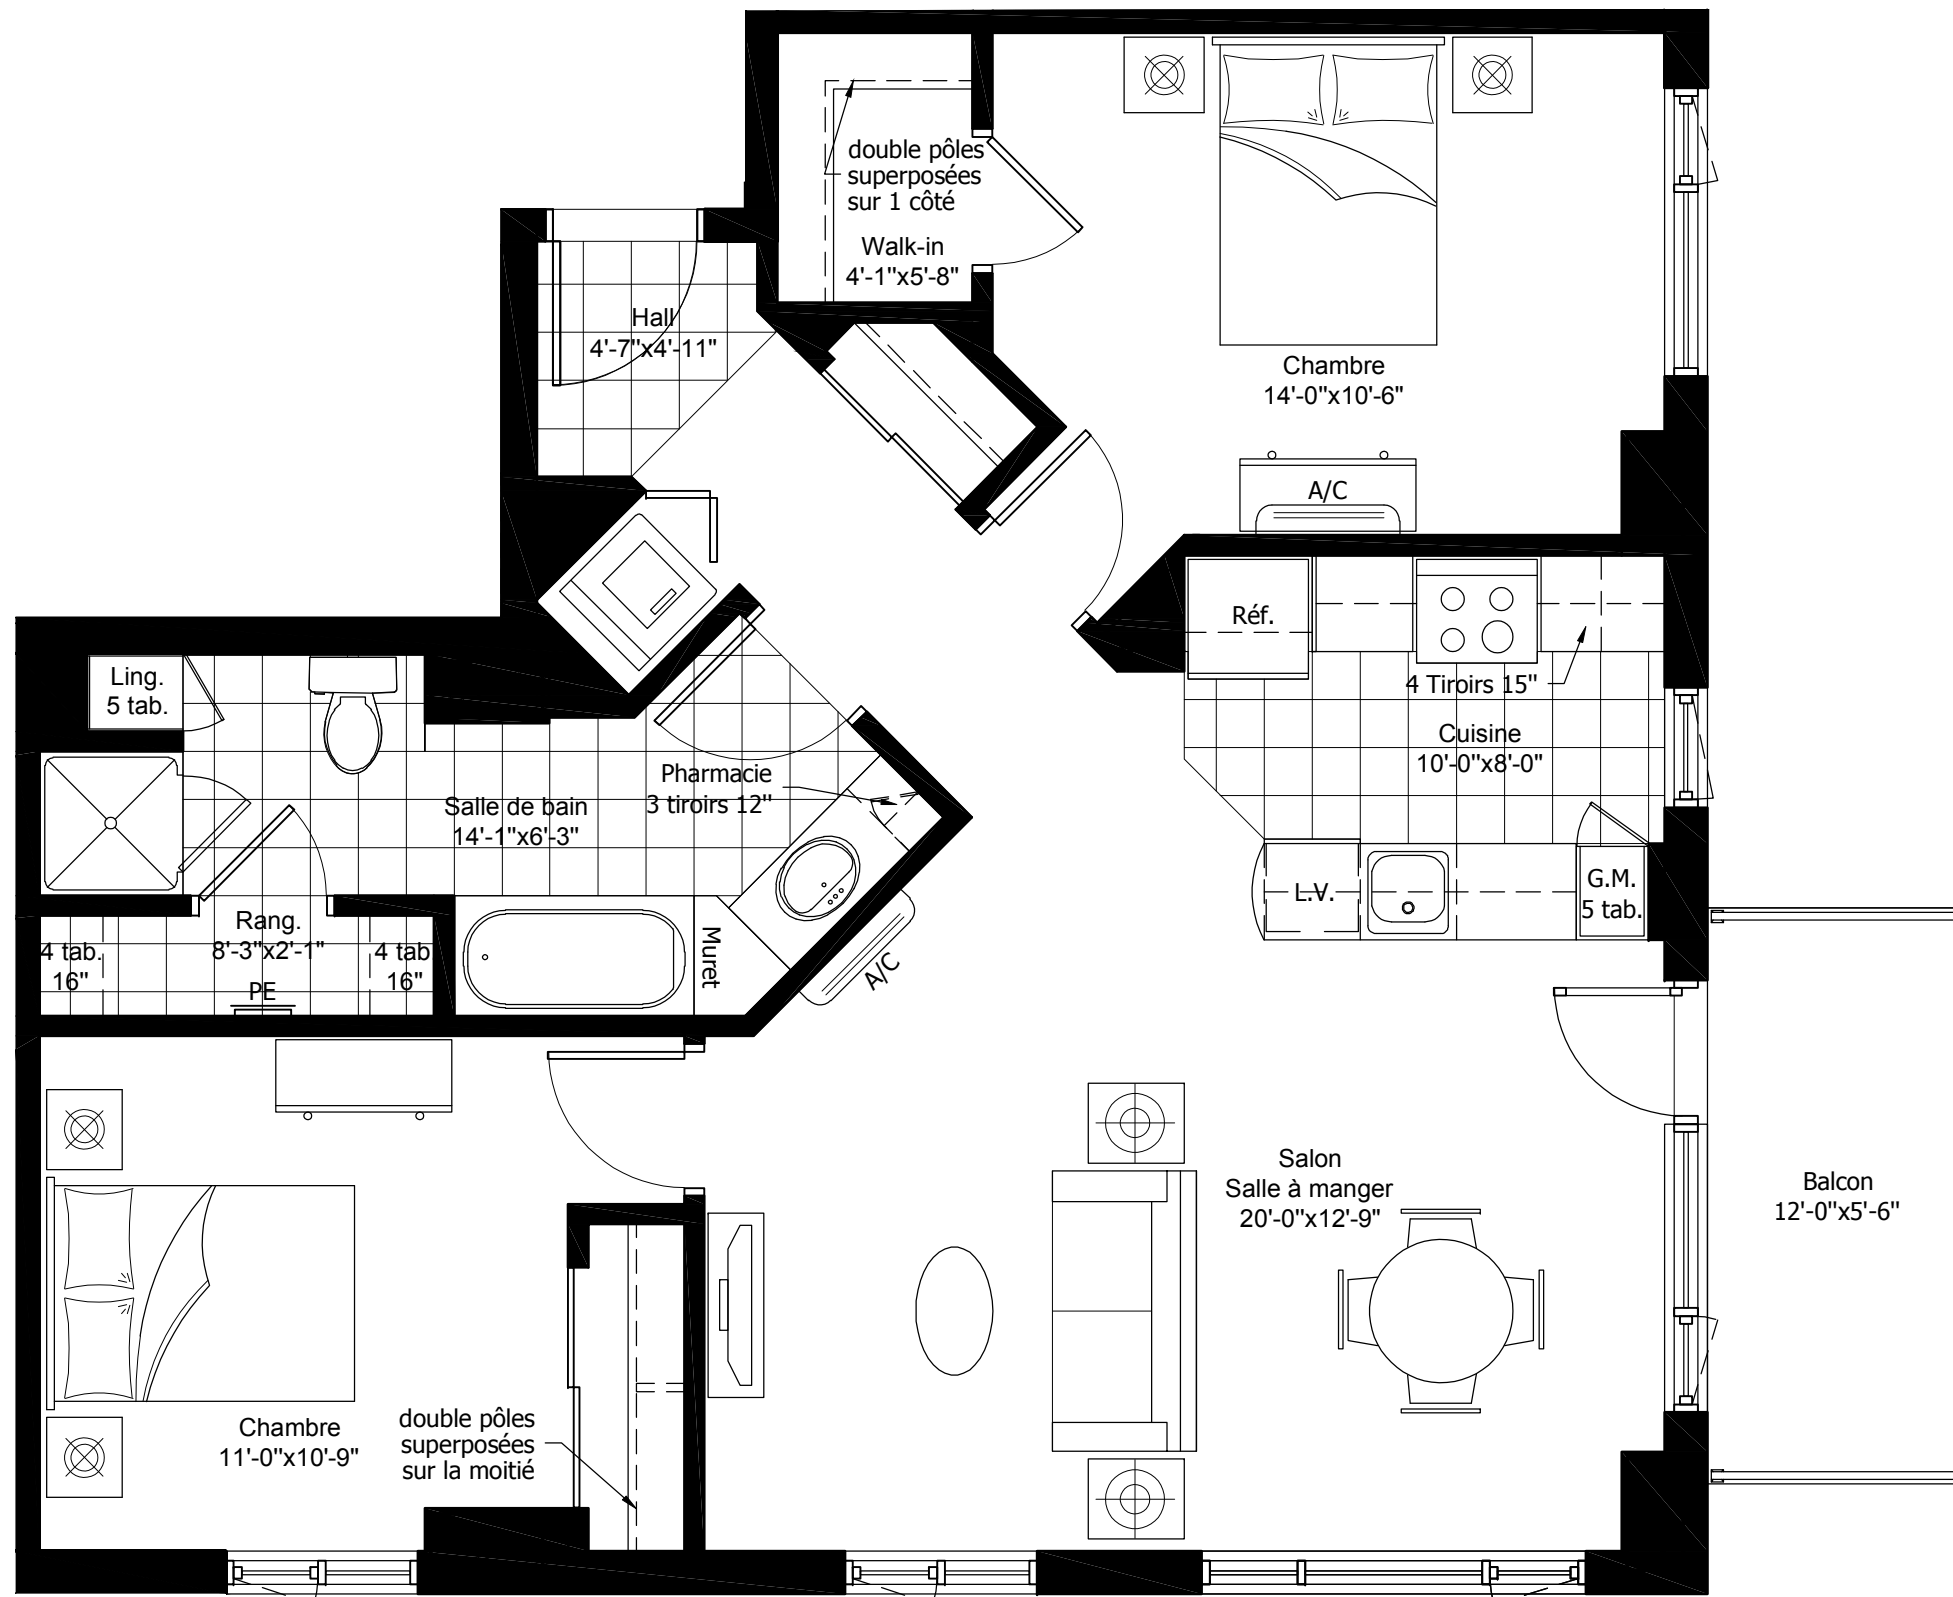 double pôles
superposées
sur 1 côté
Walk-in
4'-1"x5'-8"
Hall
4'-7"x4'-11"
Chambre
14'-0"x10'-6"
A/C
Réf.
4 Tiroirs 15"
Cuisine
10'-0"x8'-0"
Ling.
5 tab.
Pharmacie
3 tiroirs 12"
Salle de bain
14'-1"x6'-3"
L.V.
G.M.
5 tab.
Rang.
8'-3"x2'-1"
4 tab.
16"
4 tab
16"
PE
Muret
A/C
Salon
Salle à manger
20'-0"x12'-9"
Balcon
12'-0"x5'-6"
Chambre
11'-0"x10'-9"
double pôles
superposées
sur la moitié